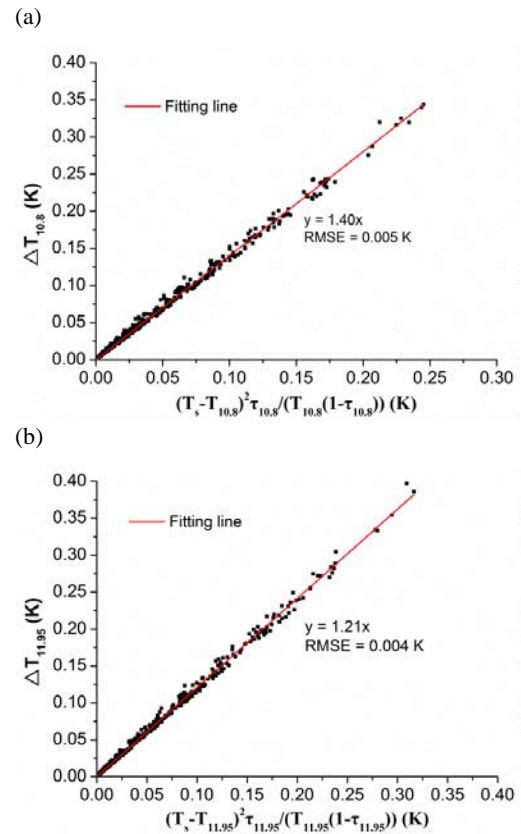 (a)
0.40
0.35
0.30
0.25
0.20
0.15
0.10
0.05
0.00
△T10.8 (K)
Fitting line
y = 1.40x
RMSE = 0.005 K
0.00 0.05 0.10 0.15 0.20 0.25 0.30
(Ts-T10.8)²τ10.8/(T10.8(1-τ10.8)) (K)
(b)
0.40
0.35
0.30
0.25
0.20
0.15
0.10
0.05
0.00
△T11.95 (K)
Fitting line
y = 1.21x
RMSE = 0.004 K
0.00 0.05 0.10 0.15 0.20 0.25 0.30 0.35 0.40
(Ts-T11.95)²τ11.95/(T11.95(1-τ11.95)) (K)